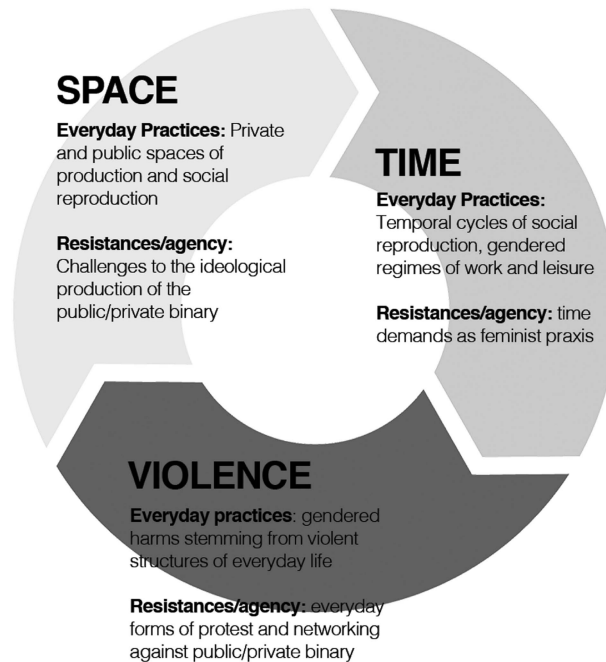 SPACE
Everyday Practices: Private
and public spaces of
production and social
reproduction
Resistances/agency:
Challenges to the ideological
production of the
public/private binary
TIME
Everyday Practices:
Temporal cycles of social
reproduction, gendered
regimes of work and leisure
Resistances/agency: time
demands as feminist praxis
VIOLENCE
Everyday practices: gendered
harms stemming from violent
structures of everyday life
Resistances/agency: everyday
forms of protest and networking
against public/private binary